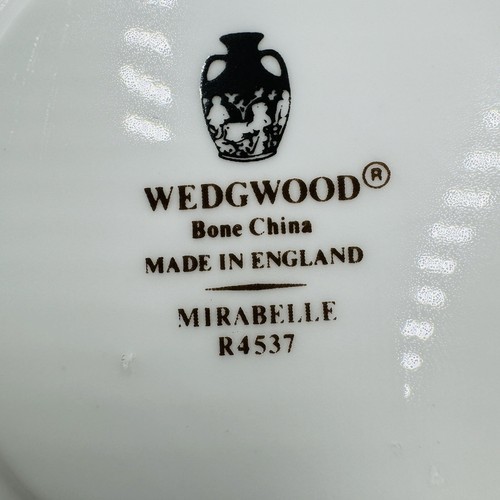 WEDGWOOD®
Bone China
MADE IN ENGLAND
MIRABELLE
R4537